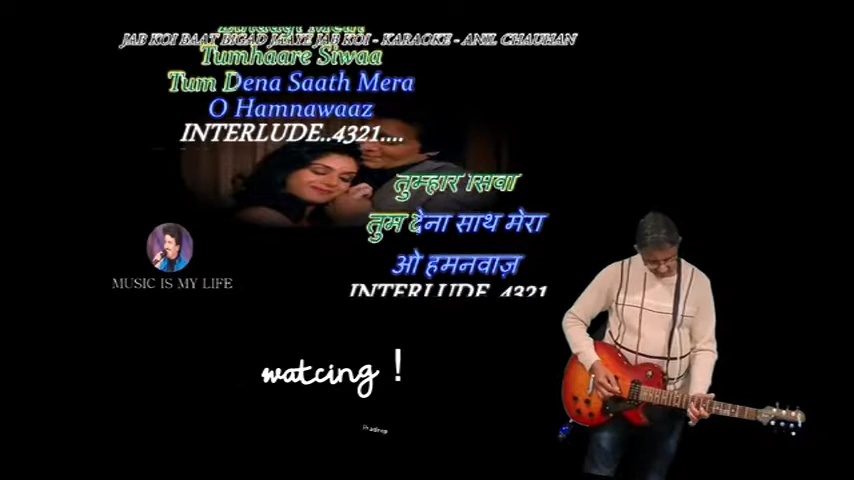 JAB KOI BAAT BIGAD JAAYE JAB KOI - KARAOKE - ANIL CHAUHAN
Tumhaare Siwaa
Tum Dena Saath Mera
O Hamnawaaz
INTERLUDE..4321....
तुम्हारे सिवा
तुम देना साथ मेरा
ओ हमनवाज़
INTERLUDE 4321
MUSIC IS MY LIFE
watcing !
Pradeep